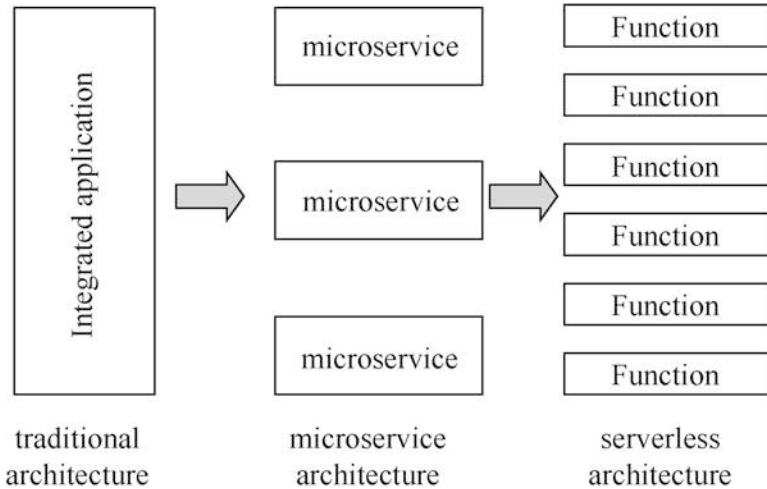 Integrated application
microservice
microservice
microservice
Function
Function
Function
Function
Function
Function
traditional
architecture
microservice
architecture
serverless
architecture